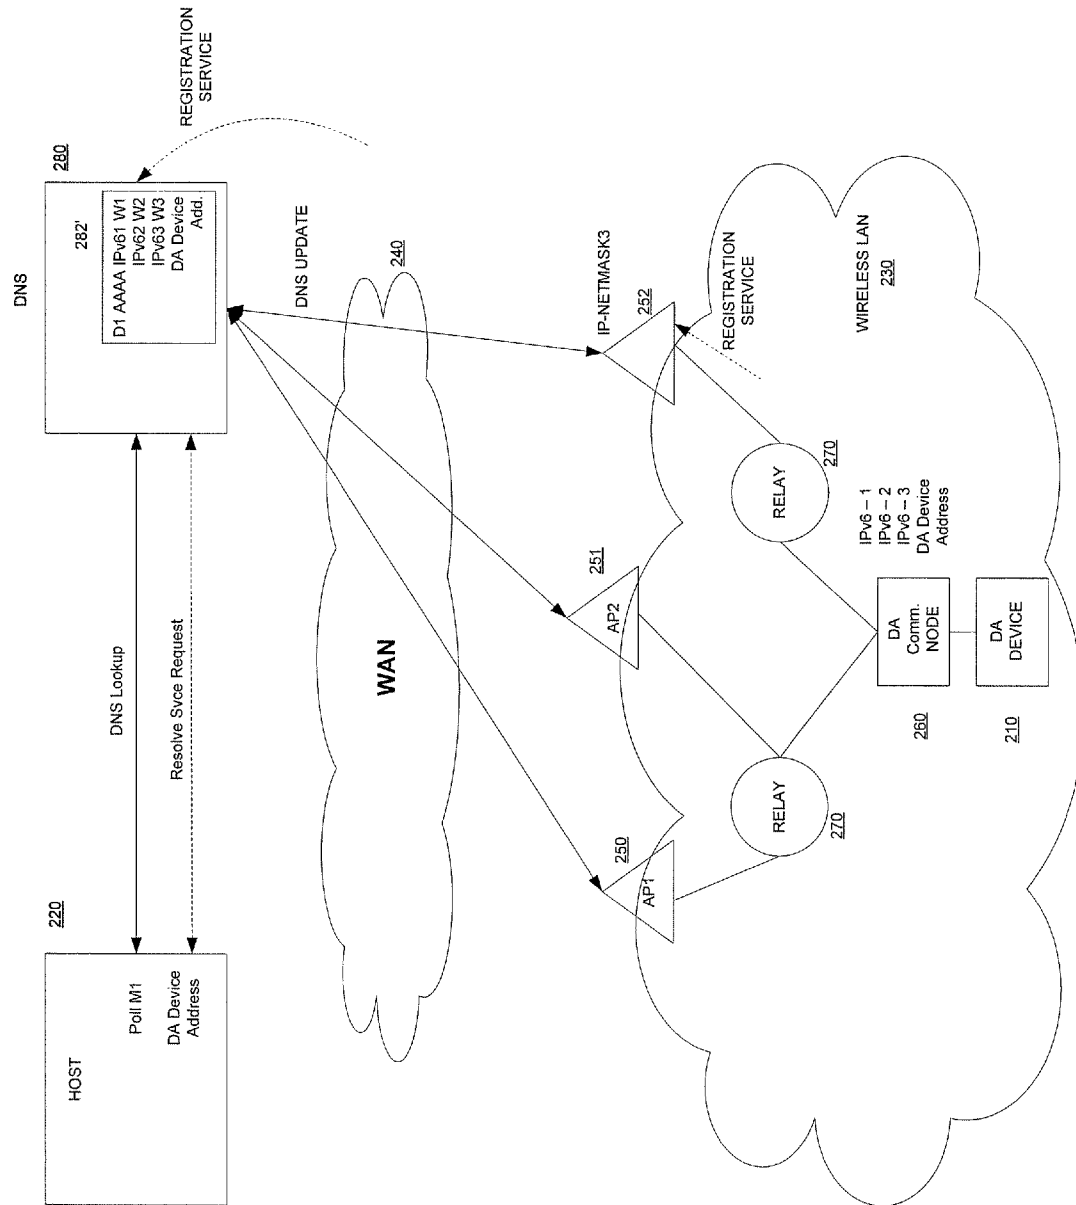 HOST
220
Poll M1
DA Device
Address
DNS Lookup
Resolve Svce Request
DNS
280
282'
D1 AAAA IPv61 W1
IPv62 W2
IPv63 W3
DA Device
Add.
REGISTRATION
SERVICE
DNS UPDATE
WAN
240
AP1
250
AP2
251
IP-NETMASK3
252
REGISTRATION
SERVICE
WIRELESS LAN
230
RELAY
270
RELAY
270
IPv6 – 1
IPv6 – 2
IPv6 – 3
DA Device
Address
DA
Comm.
NODE
260
DA
DEVICE
210